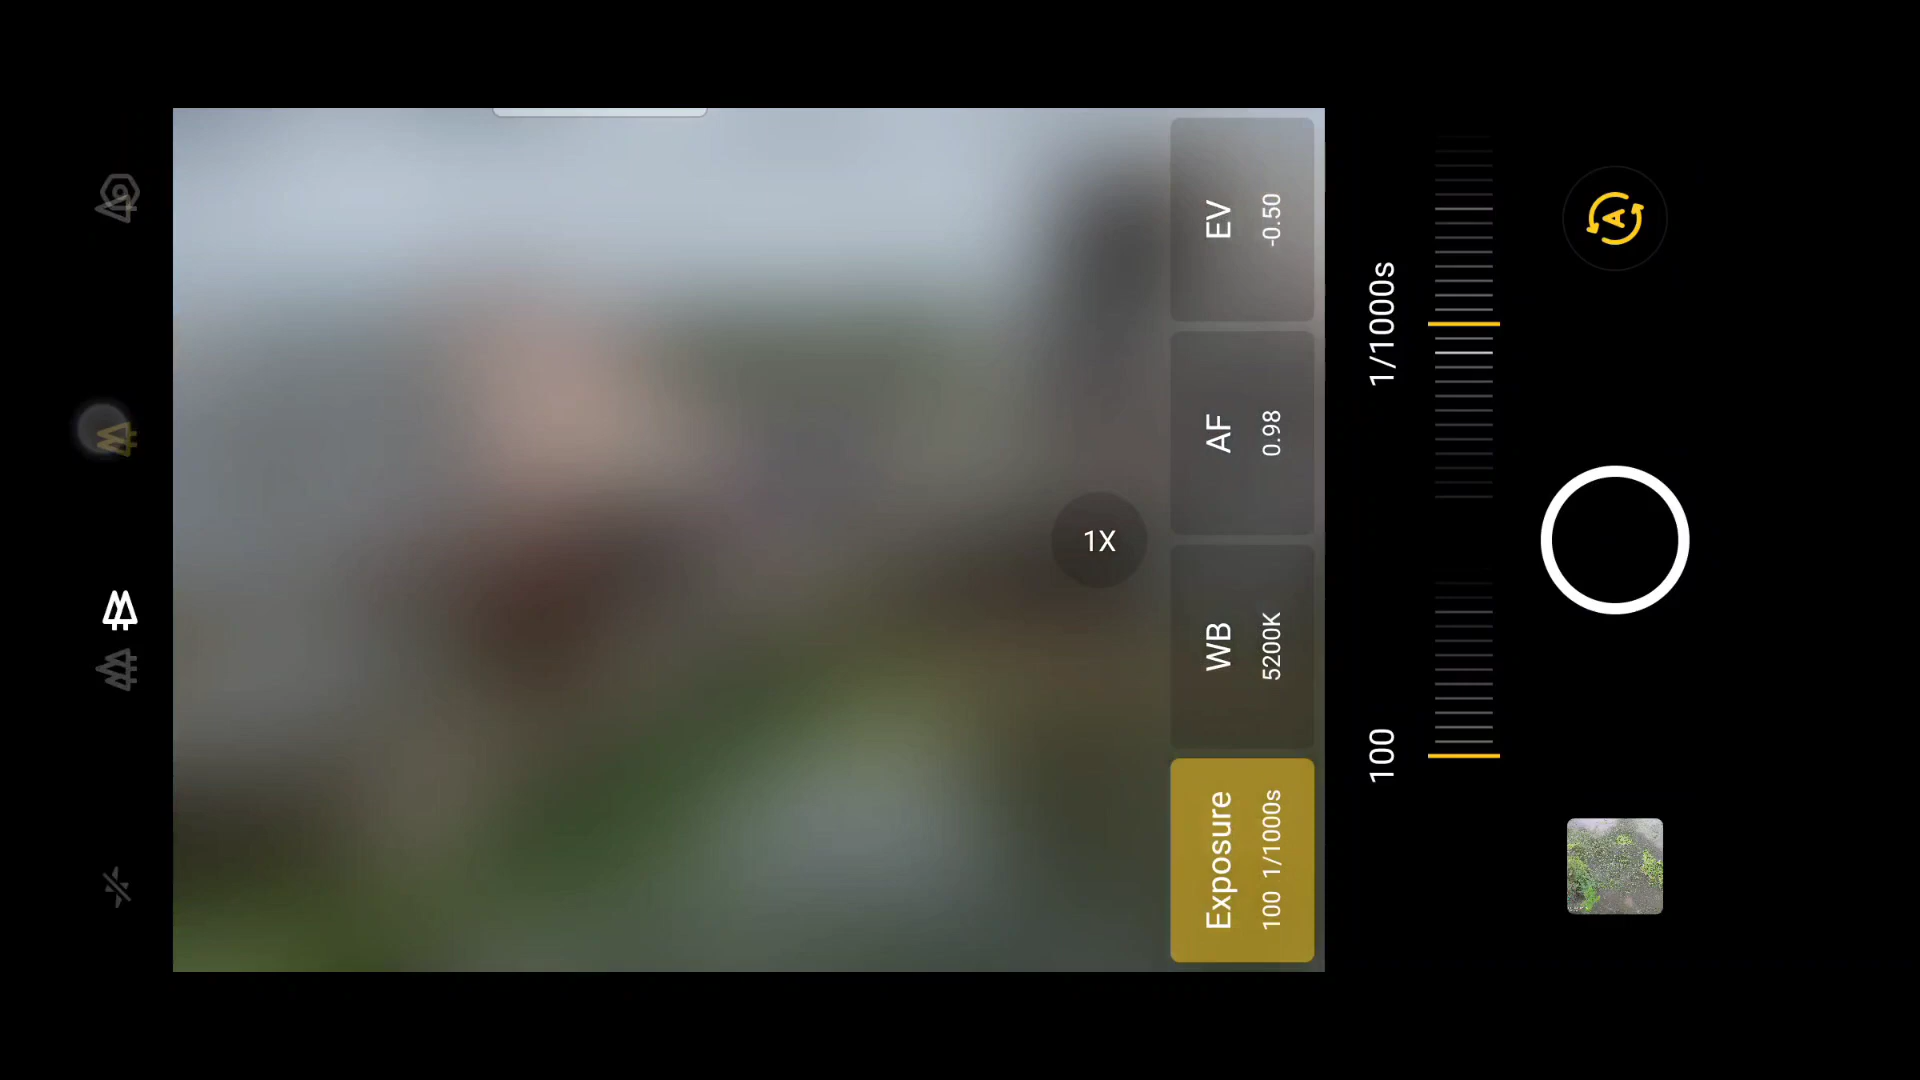 EV
-0.50
AF
0.98
1X
WB
5200K
Exposure
100 1/1000s
1/1000s
100
A